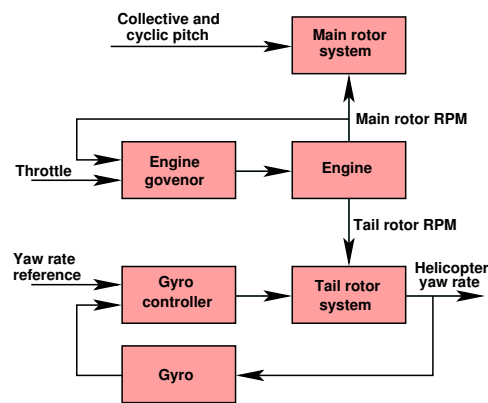 Collective and
cyclic pitch
Main rotor
system
Main rotor RPM
Throttle
Engine
govenor
Engine
Tail rotor RPM
Yaw rate
reference
Gyro
controller
Tail rotor
system
Helicopter
yaw rate
Gyro